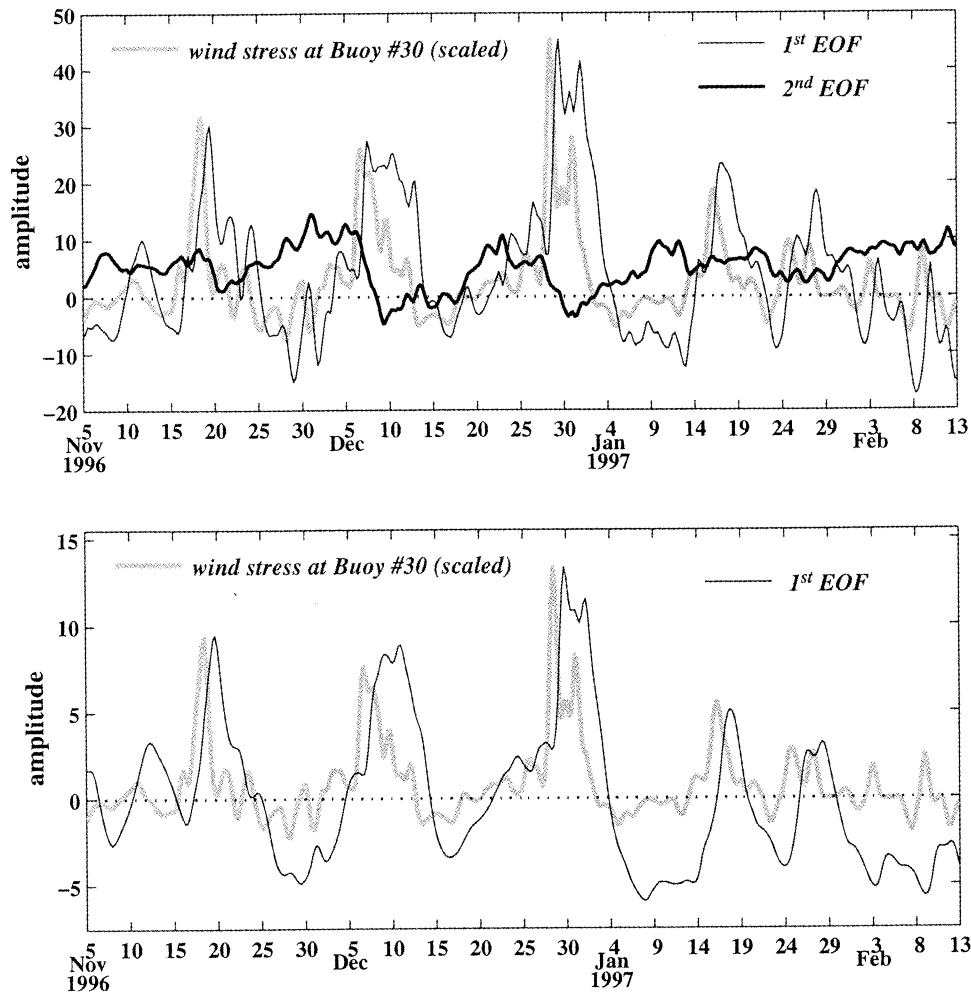 50
40
30
20
10
0
−10
−20
amplitude
wind stress at Buoy #30 (scaled)
1st EOF
2nd EOF
5 10 15 20 25 30 5 10 15 20 25 30 4 9 14 19 24 29 3 8 13
Nov Dec Jan Feb
1996 1997
15
10
5
0
−5
amplitude
wind stress at Buoy #30 (scaled)
1st EOF
5 10 15 20 25 30 5 10 15 20 25 30 4 9 14 19 24 29 3 8 13
Nov Dec Jan Feb
1996 1997